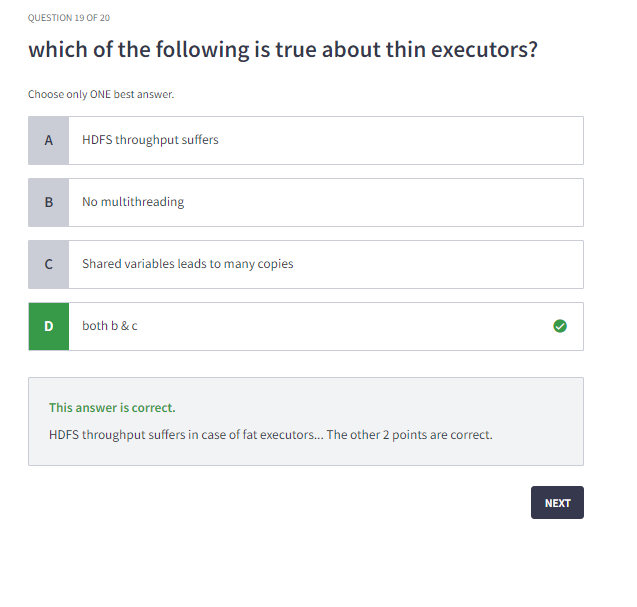 QUESTION 19 OF 20
which of the following is true about thin executors?
Choose only ONE best answer.
A
HDFS throughput suffers
B
No multithreading
C
Shared variables leads to many copies
D
both b & c
This answer is correct.
HDFS throughput suffers in case of fat executors... The other 2 points are correct.
NEXT